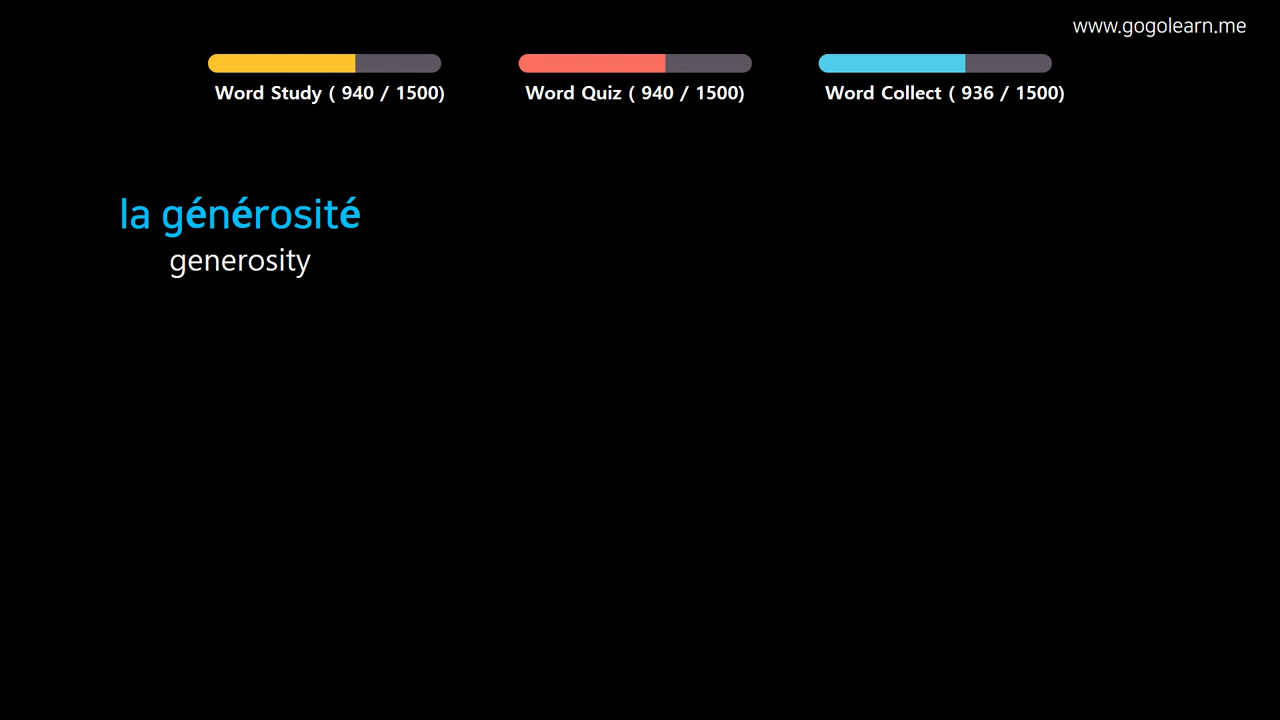 www.gogolearn.me
Word Study ( 940 / 1500)
Word Quiz ( 940 / 1500)
Word Collect ( 936 / 1500)
la générosité
generosity